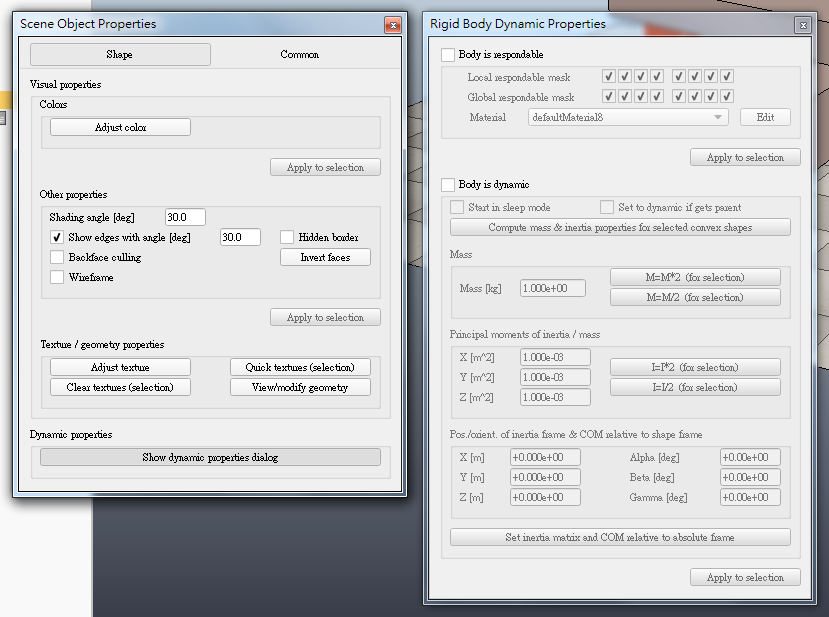 Scene Object Properties
Shape Common
Visual properties
Colors
Adjust color
Apply to selection
Other properties
Shading angle [deg] 30.0
Show edges with angle [deg] 30.0 Hidden border
Backface culling Invert faces
Wireframe
Apply to selection
Texture / geometry properties
Adjust texture Quick textures (selection)
Clear textures (selection) View/modify geometry
Dynamic properties
Show dynamic properties dialog
Rigid Body Dynamic Properties
Body is respondable
Local respondable mask
Global respondable mask
Material defaultMaterial8 Edit
Apply to selection
Body is dynamic
Start in sleep mode Set to dynamic if gets parent
Compute mass & inertia properties for selected convex shapes
Mass
Mass [kg] 1.000e+00 M=M*2 (for selection)
M=M/2 (for selection)
Principal moments of inertia / mass
X [m^2] 1.000e-03 I=I*2 (for selection)
Y [m^2] 1.000e-03 I=I/2 (for selection)
Z [m^2] 1.000e-03
Pos./orient. of inertia frame & COM relative to shape frame
X [m] +0.000e+00 Alpha [deg] +0.00e+00
Y [m] +0.000e+00 Beta [deg] +0.00e+00
Z [m] +0.000e+00 Gamma [deg] +0.00e+00
Set inertia matrix and COM relative to absolute frame
Apply to selection